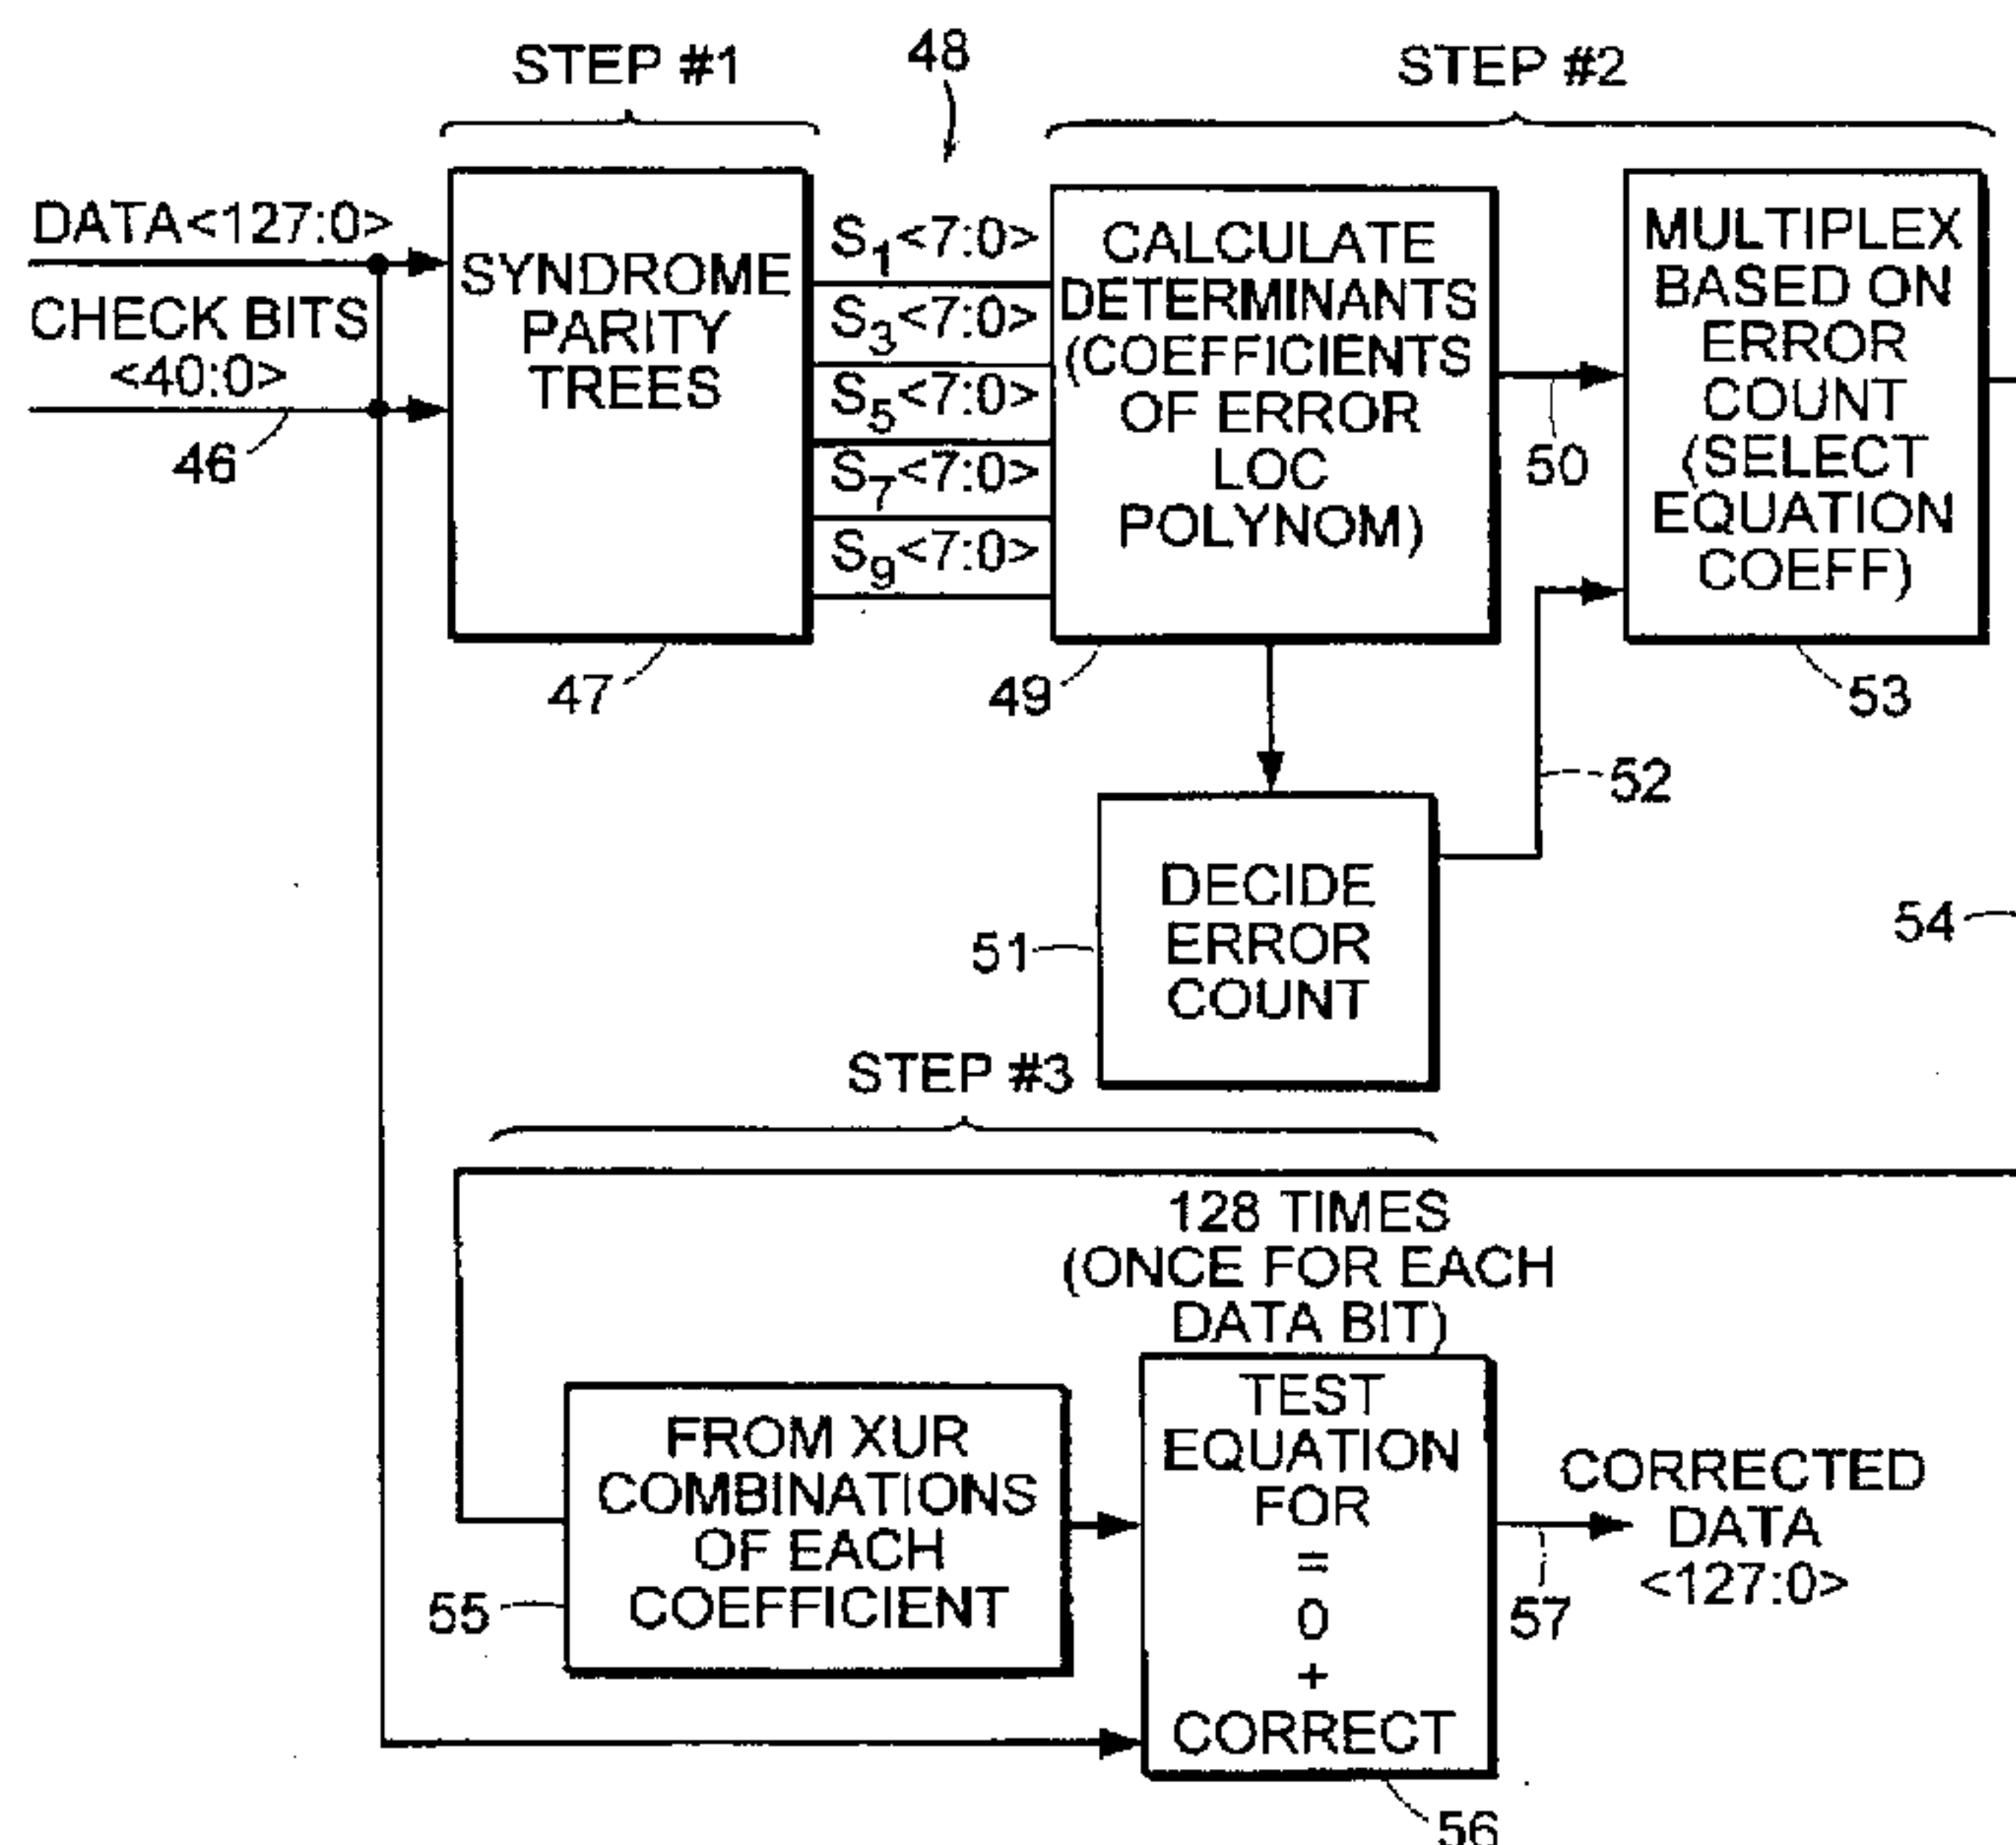 STEP #1
48
STEP #2
DATA<127:0>
CHECK BITS
<40:0>
46
SYNDROME
PARITY
TREES
47
S1<7:0>
S3<7:0>
S5<7:0>
S7<7:0>
S9<7:0>
CALCULATE
DETERMINANTS
(COEFFICIENTS
OF ERROR
LOC
POLYNOM)
49
50
MULTIPLEX
BASED ON
ERROR
COUNT
(SELECT
EQUATION
COEFF)
53
52
DECIDE
ERROR
COUNT
51
54
STEP #3
128 TIMES
(ONCE FOR EACH
DATA BIT)
FROM XUR
COMBINATIONS
OF EACH
COEFFICIENT
55
TEST
EQUATION
FOR
=
0
+
CORRECT
56
57
CORRECTED
DATA
<127:0>